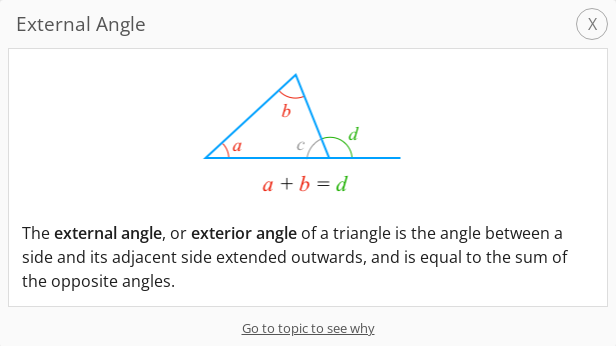 External Angle
X
b
d
a
c
a + b = d
The external angle, or exterior angle of a triangle is the angle between a
side and its adjacent side extended outwards, and is equal to the sum of
the opposite angles.
Go to topic to see why